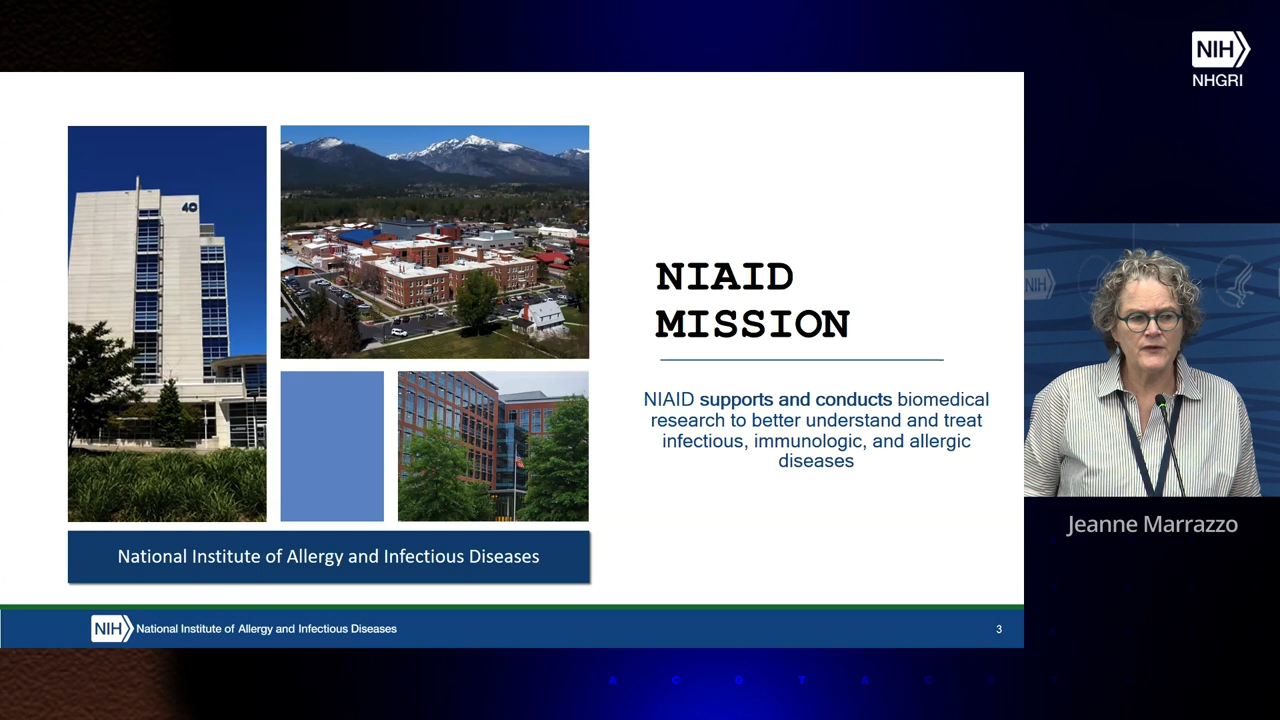 NIH
NHGRI
40
NIAID
MISSION
NIAID supports and conducts biomedical
research to better understand and treat
infectious, immunologic, and allergic
diseases
National Institute of Allergy and Infectious Diseases
NIH National Institute of Allergy and Infectious Diseases
3
NIH
Jeanne Marrazzo
A C G T A C G